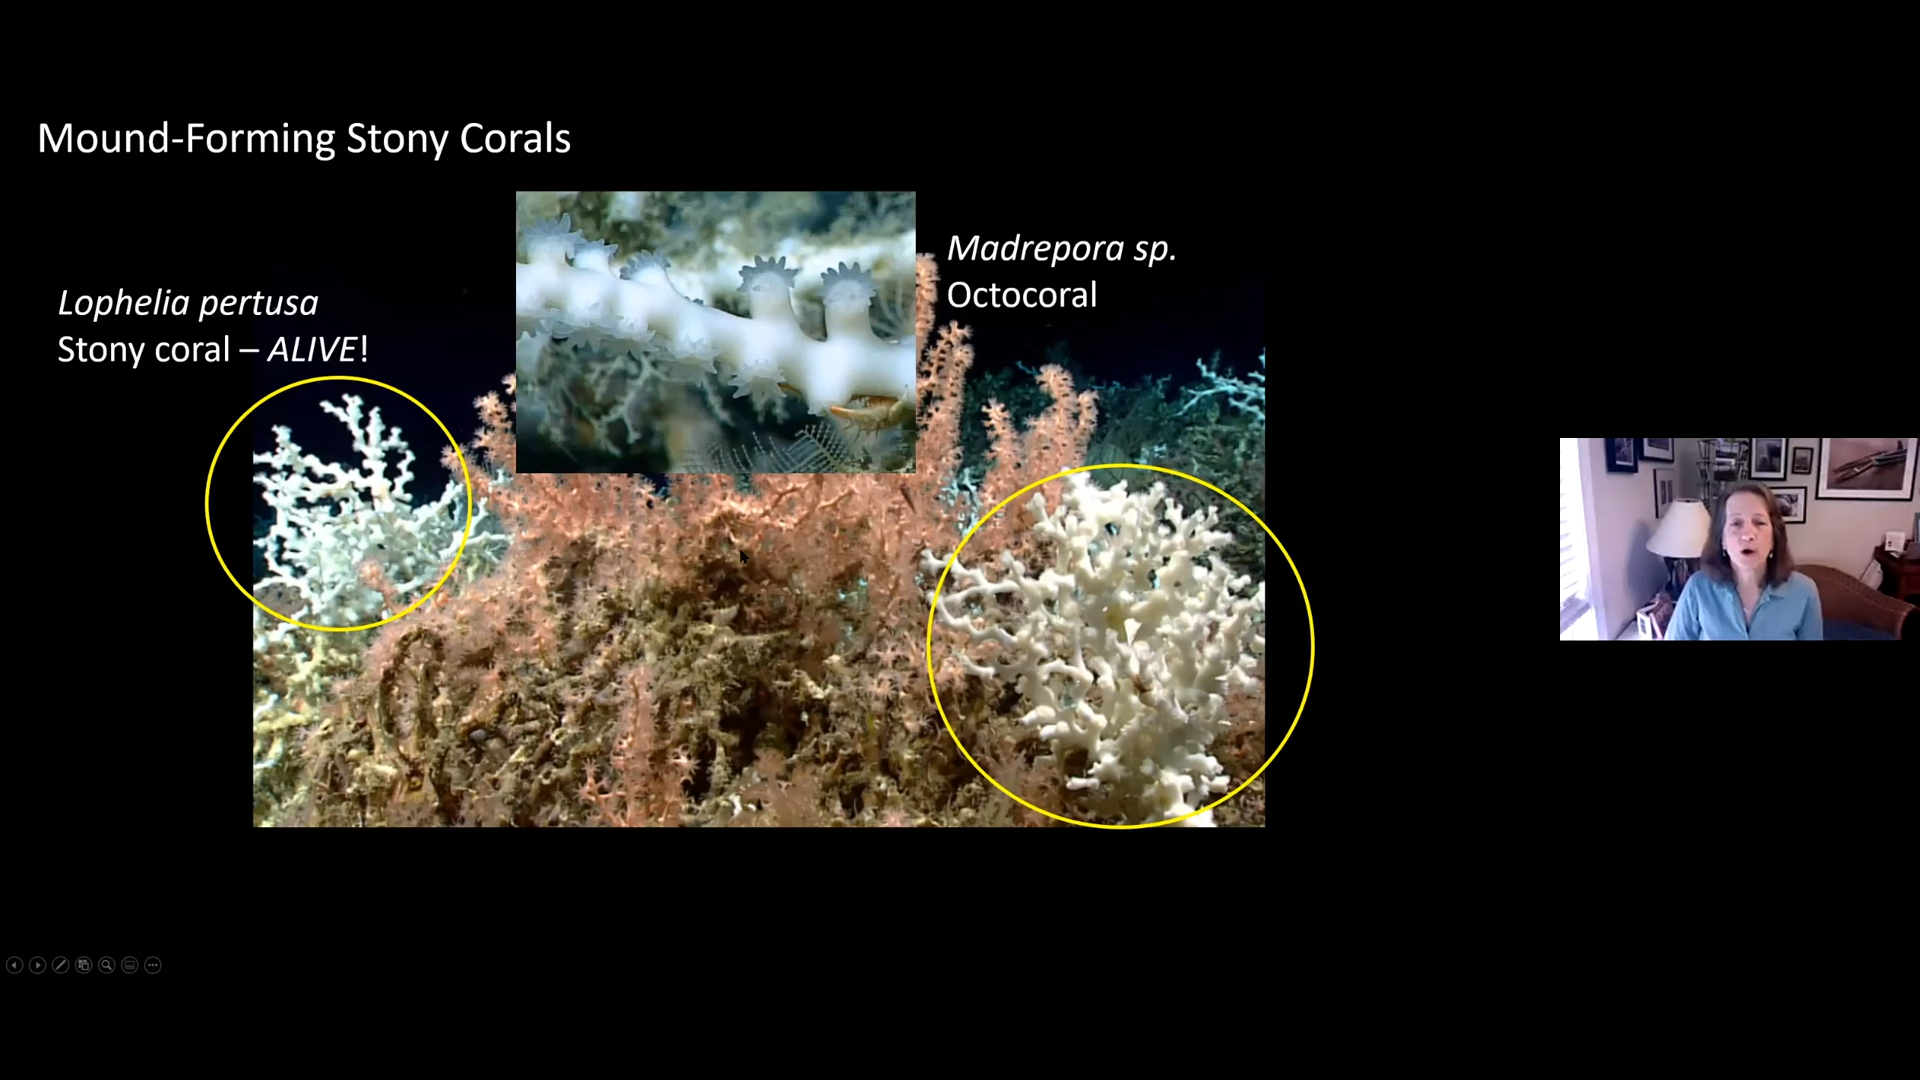 Mound-Forming Stony Corals
Lophelia pertusa
Stony coral – ALIVE!
Madrepora sp.
Octocoral